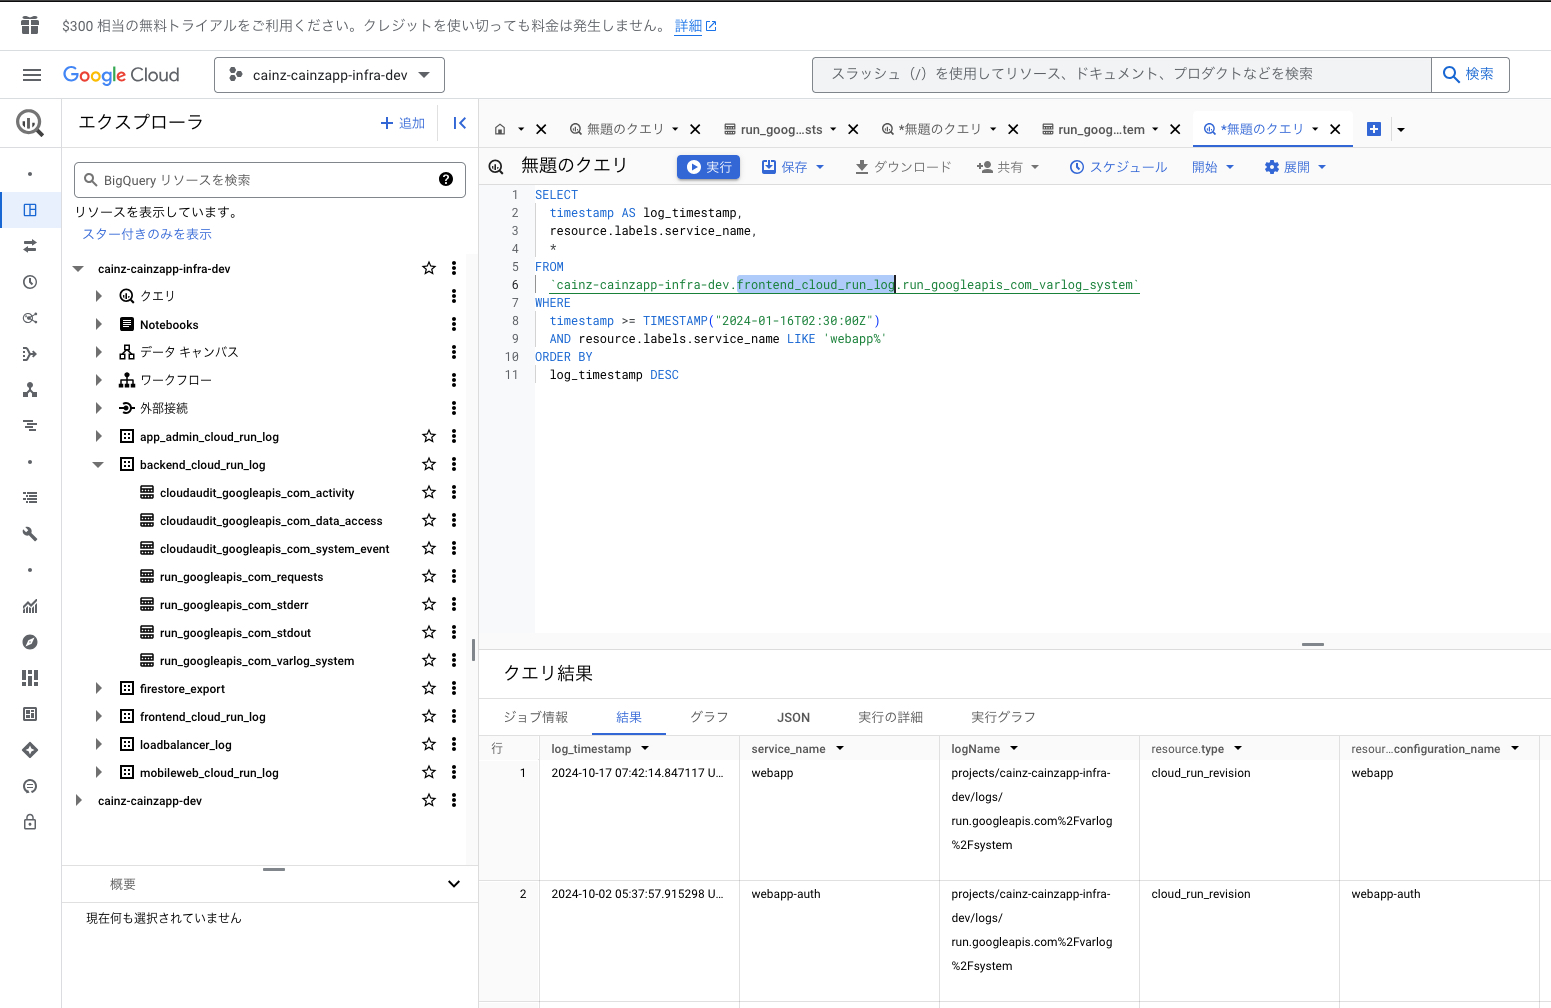 $300 相当の無料トライアルをご利用ください。クレジットを使い切っても料金は発生しません。 詳細
Google Cloud
cainz-cainzapp-infra-dev
スラッシュ（/）を使用してリソース、ドキュメント、プロダクトなどを検索
検索
エクスプローラ
追加
無題のクエリ
run_goog...sts
*無題のクエリ
run_goog...tem
*無題のクエリ
BigQuery リソースを検索
リソースを表示しています。
スター付きのみを表示
cainz-cainzapp-infra-dev
クエリ
Notebooks
データ キャンバス
ワークフロー
外部接続
app_admin_cloud_run_log
backend_cloud_run_log
cloudaudit_googleapis_com_activity
cloudaudit_googleapis_com_data_access
cloudaudit_googleapis_com_system_event
run_googleapis_com_requests
run_googleapis_com_stderr
run_googleapis_com_stdout
run_googleapis_com_varlog_system
firestore_export
frontend_cloud_run_log
loadbalancer_log
mobileweb_cloud_run_log
cainz-cainzapp-dev
概要
現在何も選択されていません
無題のクエリ
実行
保存
ダウンロード
共有
スケジュール
開始
展開
1 SELECT
2 timestamp AS log_timestamp,
3 resource.labels.service_name,
4 *
5 FROM
6 `cainz-cainzapp-infra-dev.frontend_cloud_run_log.run_googleapis_com_varlog_system`
7 WHERE
8 timestamp >= TIMESTAMP("2024-01-16T02:30:00Z")
9 AND resource.labels.service_name LIKE 'webapp%'
10 ORDER BY
11 log_timestamp DESC
クエリ結果
ジョブ情報
結果
グラフ
JSON
実行の詳細
実行グラフ
行
log_timestamp
service_name
logName
resource.type
resour...configuration_name
1
2024-10-17 07:42:14.847117 U...
webapp
projects/cainz-cainzapp-infra-
dev/logs/
run.googleapis.com%2Fvarlog
%2Fsystem
cloud_run_revision
webapp
2
2024-10-02 05:37:57.915298 U...
webapp-auth
projects/cainz-cainzapp-infra-
dev/logs/
run.googleapis.com%2Fvarlog
%2Fsystem
cloud_run_revision
webapp-auth